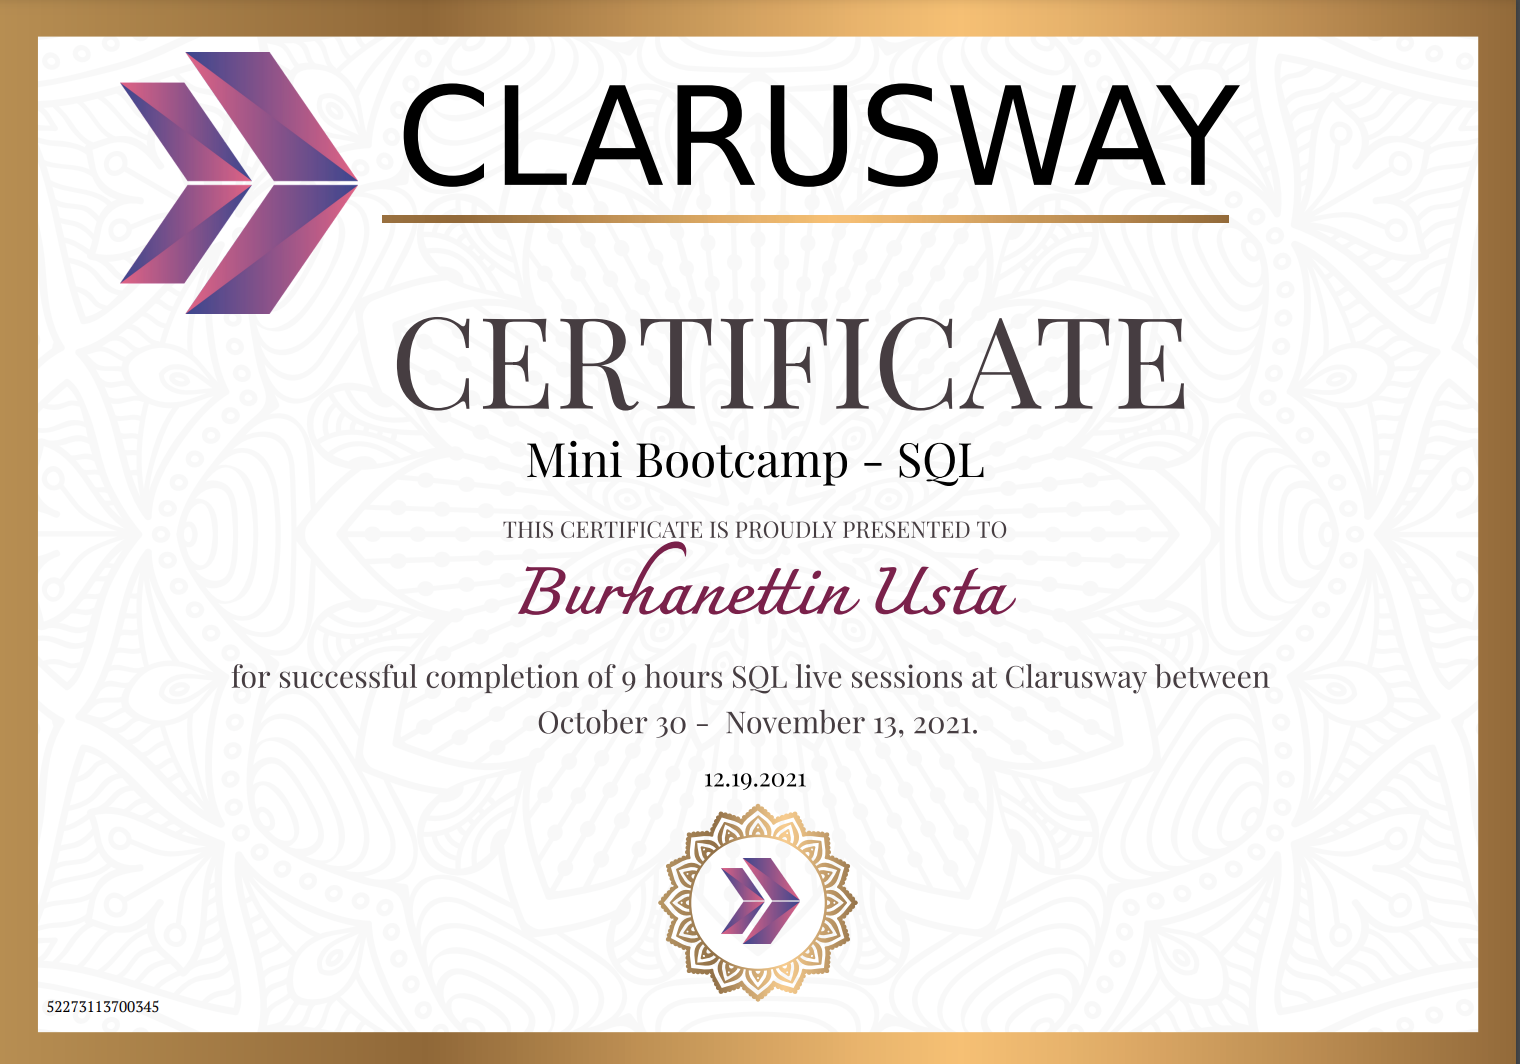 CLARUSWAY
CERTIFICATE
Mini Bootcamp - SQL
THIS CERTIFICATE IS PROUDLY PRESENTED TO
Burhanettin Usta
for successful completion of 9 hours SQL live sessions at Clarusway between
October 30 - November 13, 2021.
12.19.2021
52273113700345